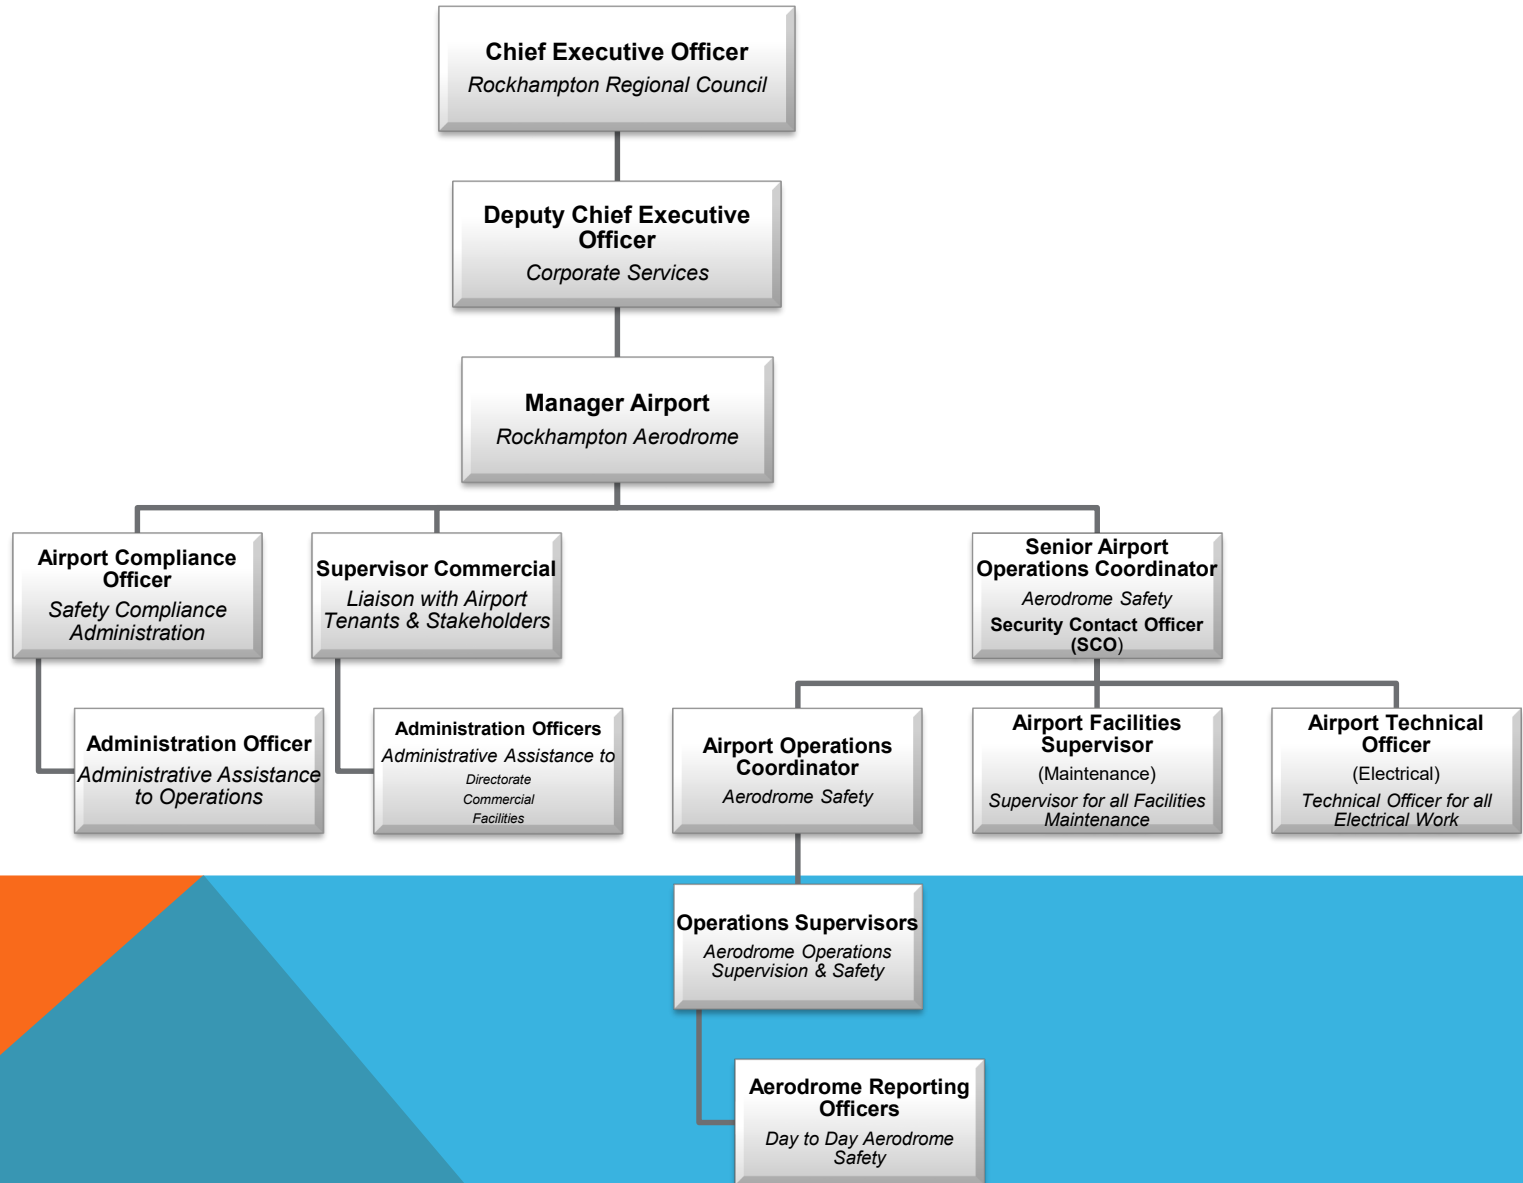 Chief Executive Officer
Rockhampton Regional Council
Deputy Chief Executive
Officer
Corporate Services
Manager Airport
Rockhampton Aerodrome
Airport Compliance
Officer
Safety Compliance
Administration
Supervisor Commercial
Liaison with Airport
Tenants & Stakeholders
Senior Airport
Operations Coordinator
Aerodrome Safety
Security Contact Officer
(SCO)
Administration Officer
Administrative Assistance
to Operations
Administration Officers
Administrative Assistance to
Directorate
Commercial
Facilities
Airport Operations
Coordinator
Aerodrome Safety
Airport Facilities
Supervisor
(Maintenance)
Supervisor for all Facilities
Maintenance
Airport Technical
Officer
(Electrical)
Technical Officer for all
Electrical Work
Operations Supervisors
Aerodrome Operations
Supervision & Safety
Aerodrome Reporting
Officers
Day to Day Aerodrome
Safety